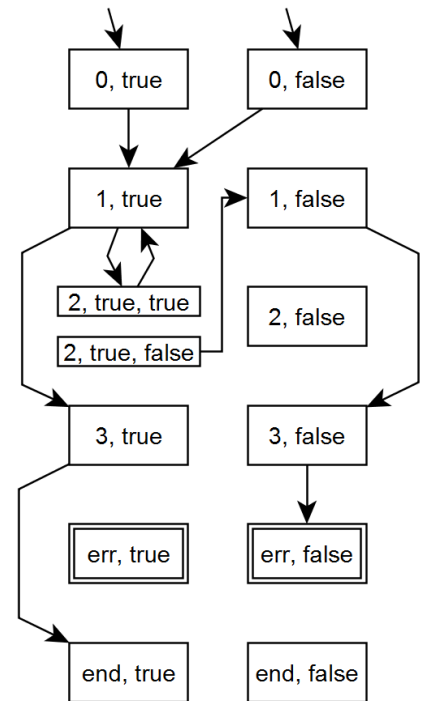 0, true
0, false
1, true
1, false
2, true, true
2, false
2, true, false
3, true
3, false
err, true
err, false
end, true
end, false